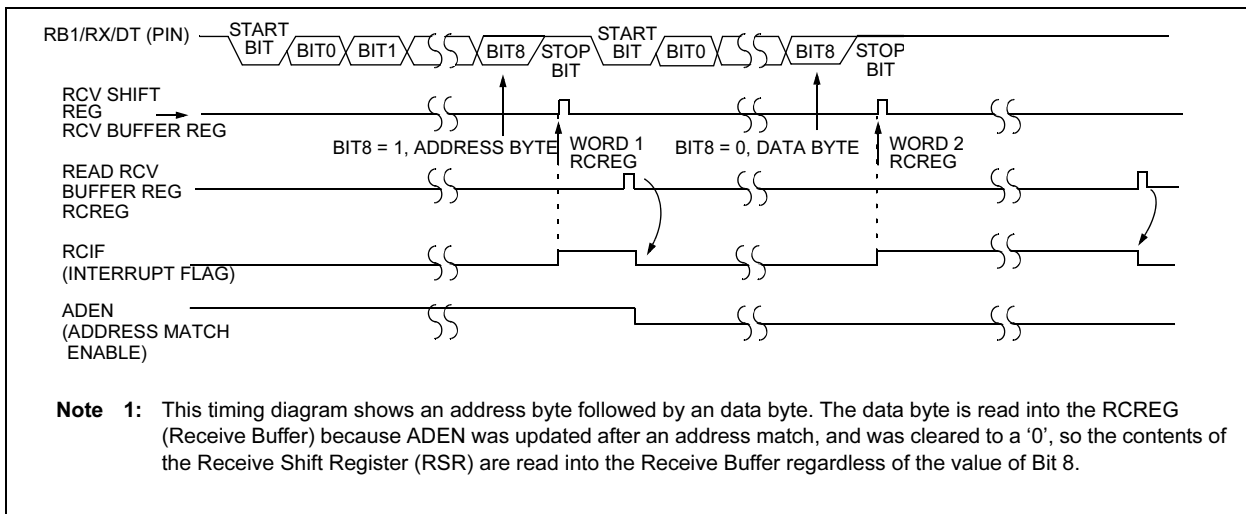 RB1/RX/DT (PIN)
START
BIT
BIT0
BIT1
BIT8
STOP
BIT
START
BIT
BIT0
BIT8
STOP
BIT
RCV SHIFT
REG
RCV BUFFER REG
BIT8 = 1, ADDRESS BYTE
WORD 1
RCREG
BIT8 = 0, DATA BYTE
WORD 2
RCREG
READ RCV
BUFFER REG
RCREG
RCIF
(INTERRUPT FLAG)
ADEN
(ADDRESS MATCH
ENABLE)
Note 1: This timing diagram shows an address byte followed by an data byte. The data byte is read into the RCREG
(Receive Buffer) because ADEN was updated after an address match, and was cleared to a ‘0’, so the contents of
the Receive Shift Register (RSR) are read into the Receive Buffer regardless of the value of Bit 8.